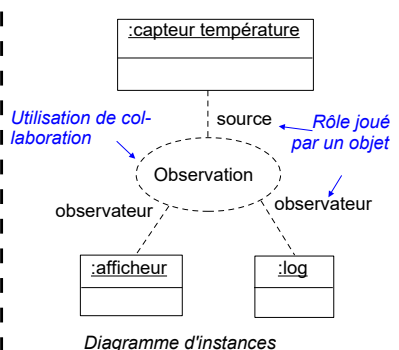 :capteur température
Utilisation de col-
laboration
source
Rôle joué
par un objet
Observation
observateur
observateur
:afficheur
:log
Diagramme d'instances